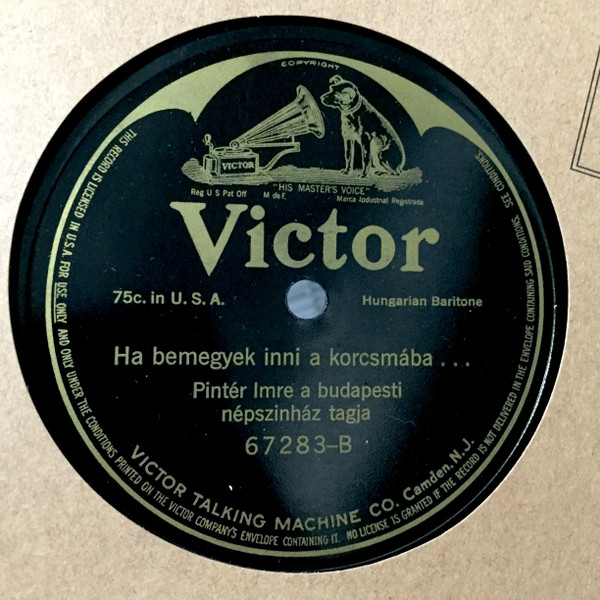 COPYRIGHT
VICTOR
"HIS MASTER'S VOICE"
Reg U S Pat Off M de F. Marca Industrial Registrada
Victor
75c. in U. S. A. Hungarian Baritone
Ha bemegyek inni a korcsmába . . .
Pintér Imre a budapesti
népszinház tagja
67283–B
VICTOR TALKING MACHINE CO. Camden, N.J.
THIS RECORD IS LICENSED IN U.S.A. FOR USE ONLY AND ONLY UNDER THE CONDITIONS PRINTED ON THE VICTOR COMPANY'S ENVELOPE CONTAINING IT. NO LICENSE IS GRANTED IF THE RECORD IS NOT DELIVERED IN THE ENVELOPE CONTAINING SAID CONDITIONS. SEE CONDITIONS.